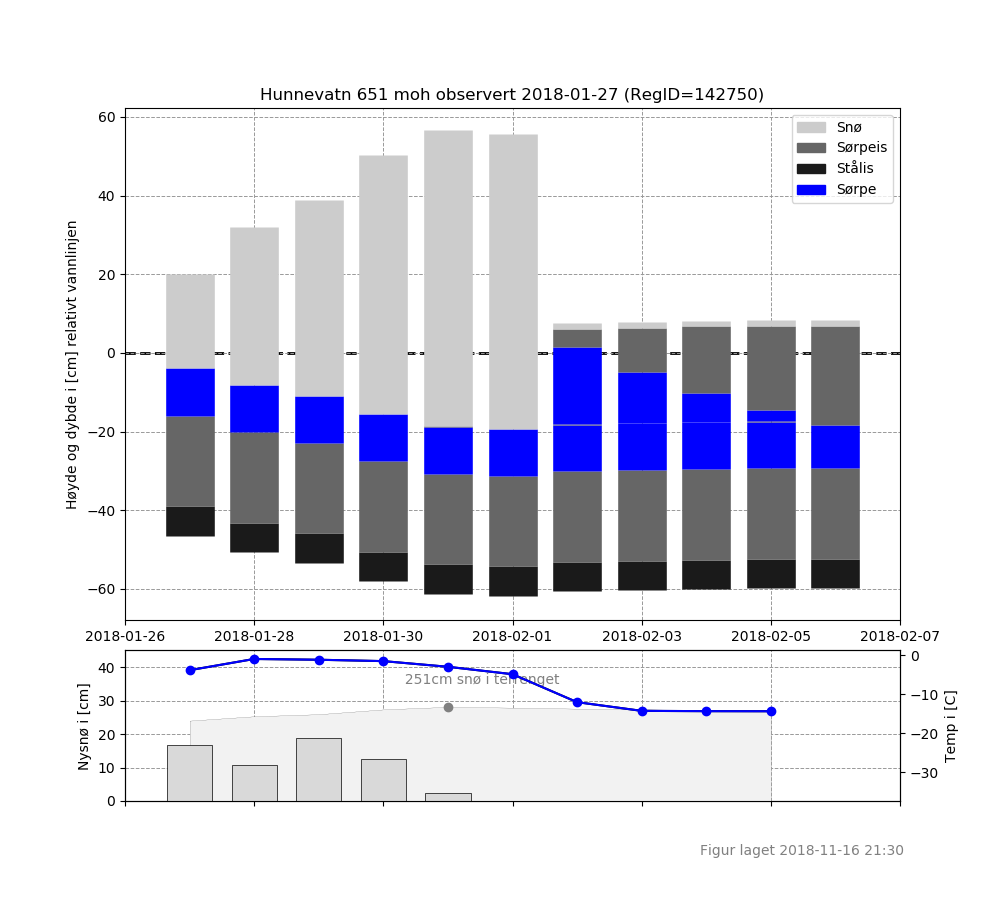 Hunnevatn 651 moh observert 2018-01-27 (RegID=142750)
Høyde og dybde i [cm] relativt vannlinjen
60
40
20
0
−20
−40
−60
Snø
Sørpeis
Stålis
Sørpe
2018-01-26 2018-01-28 2018-01-30 2018-02-01 2018-02-03 2018-02-05 2018-02-07
Nysnø i [cm]
40
30
20
10
0
251cm snø i terrenget
0
−10
−20
−30
Temp i [C]
Figur laget 2018-11-16 21:30